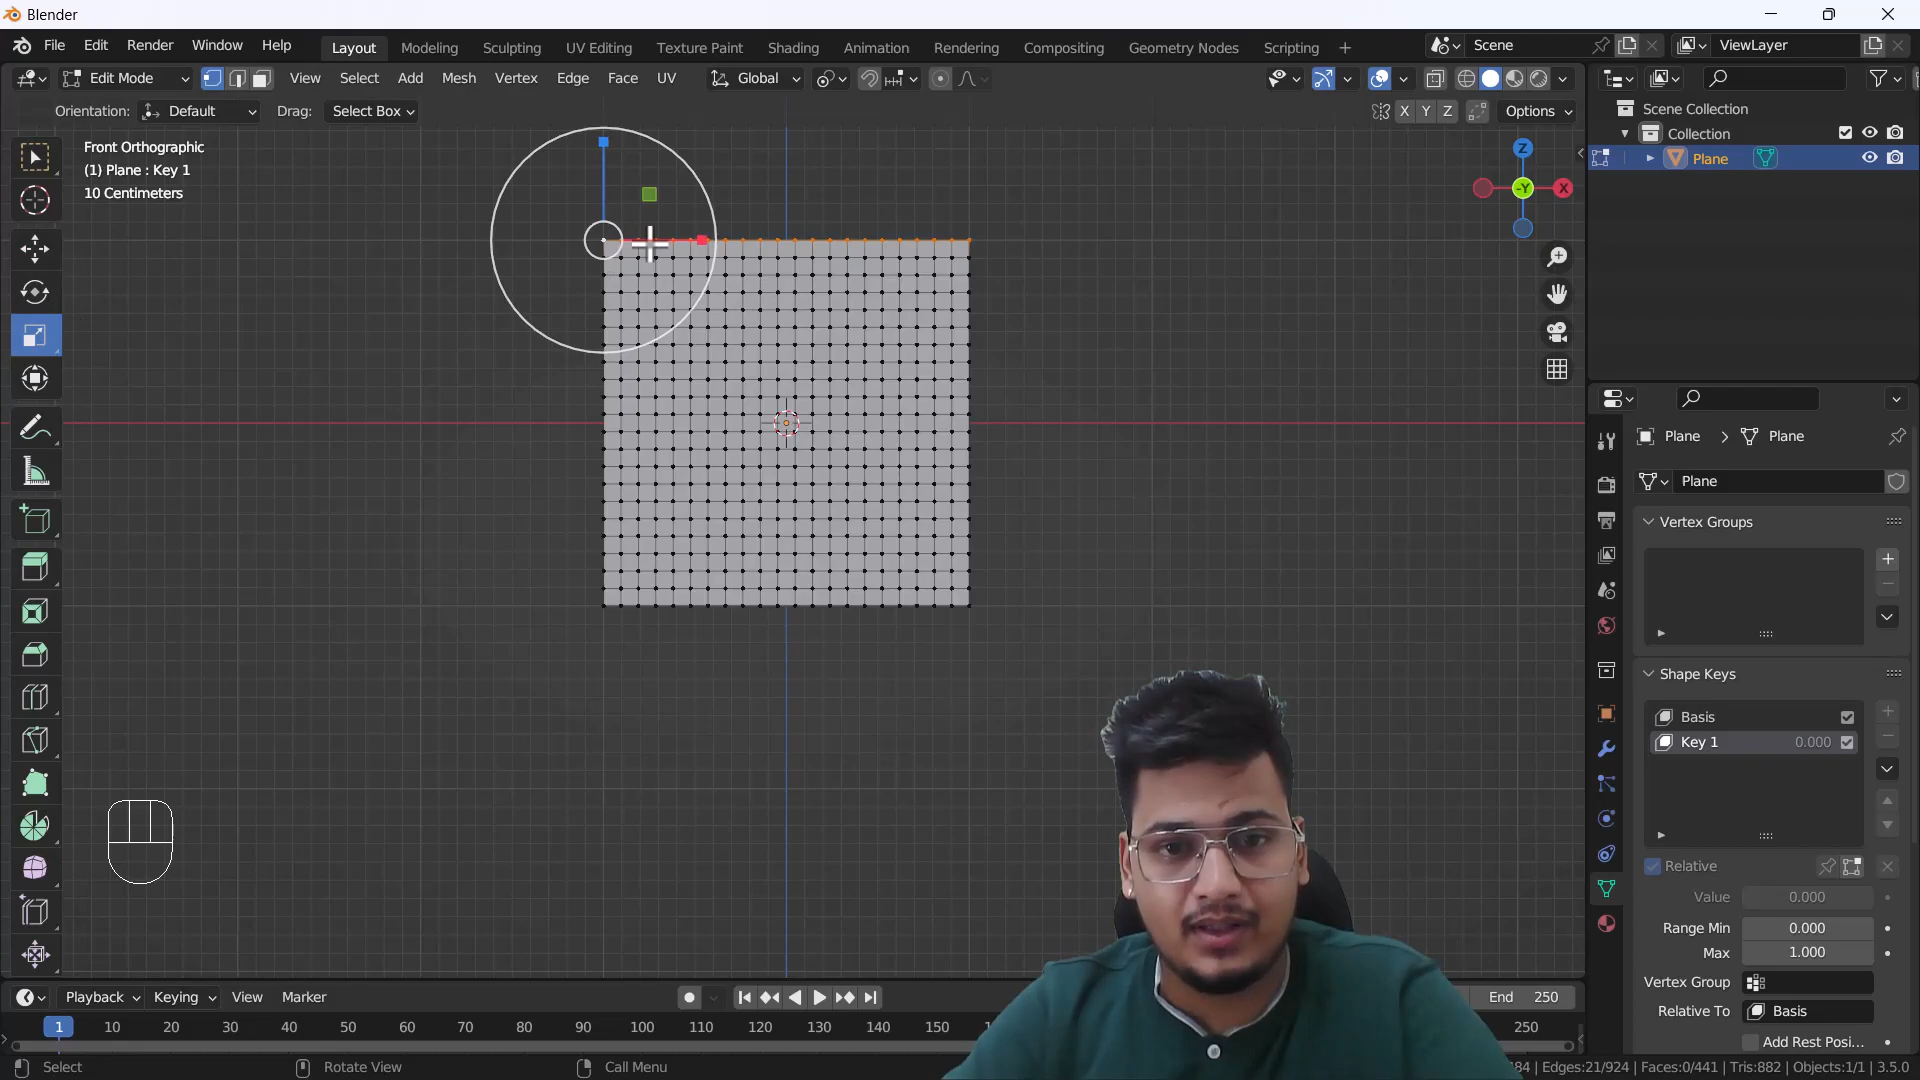 Blender
File Edit Render Window Help Layout Modeling Sculpting UV Editing Texture Paint Shading Animation Rendering Compositing Geometry Nodes Scripting + Scene ViewLayer
Edit Mode View Select Add Mesh Vertex Edge Face UV Global
Orientation: Default Drag: Select Box X Y Z Options
Scene Collection
Collection
Plane
Front Orthographic
(1) Plane : Key 1
10 Centimeters
Z
-Y X
Plane > Plane
Plane
Vertex Groups
Shape Keys
Basis
Key 1 0.000
Relative
Value 0.000
Range Min 0.000
Max 1.000
Vertex Group
Relative To Basis
Add Rest Posi...
Playback Keying View Marker End 250
1 10 20 30 40 50 60 70 80 90 100 110 120 130 140 150 250
Select Rotate View Call Menu Edges:21/924 | Faces:0/441 | Tris:882 | Objects:1/1 | 3.5.0